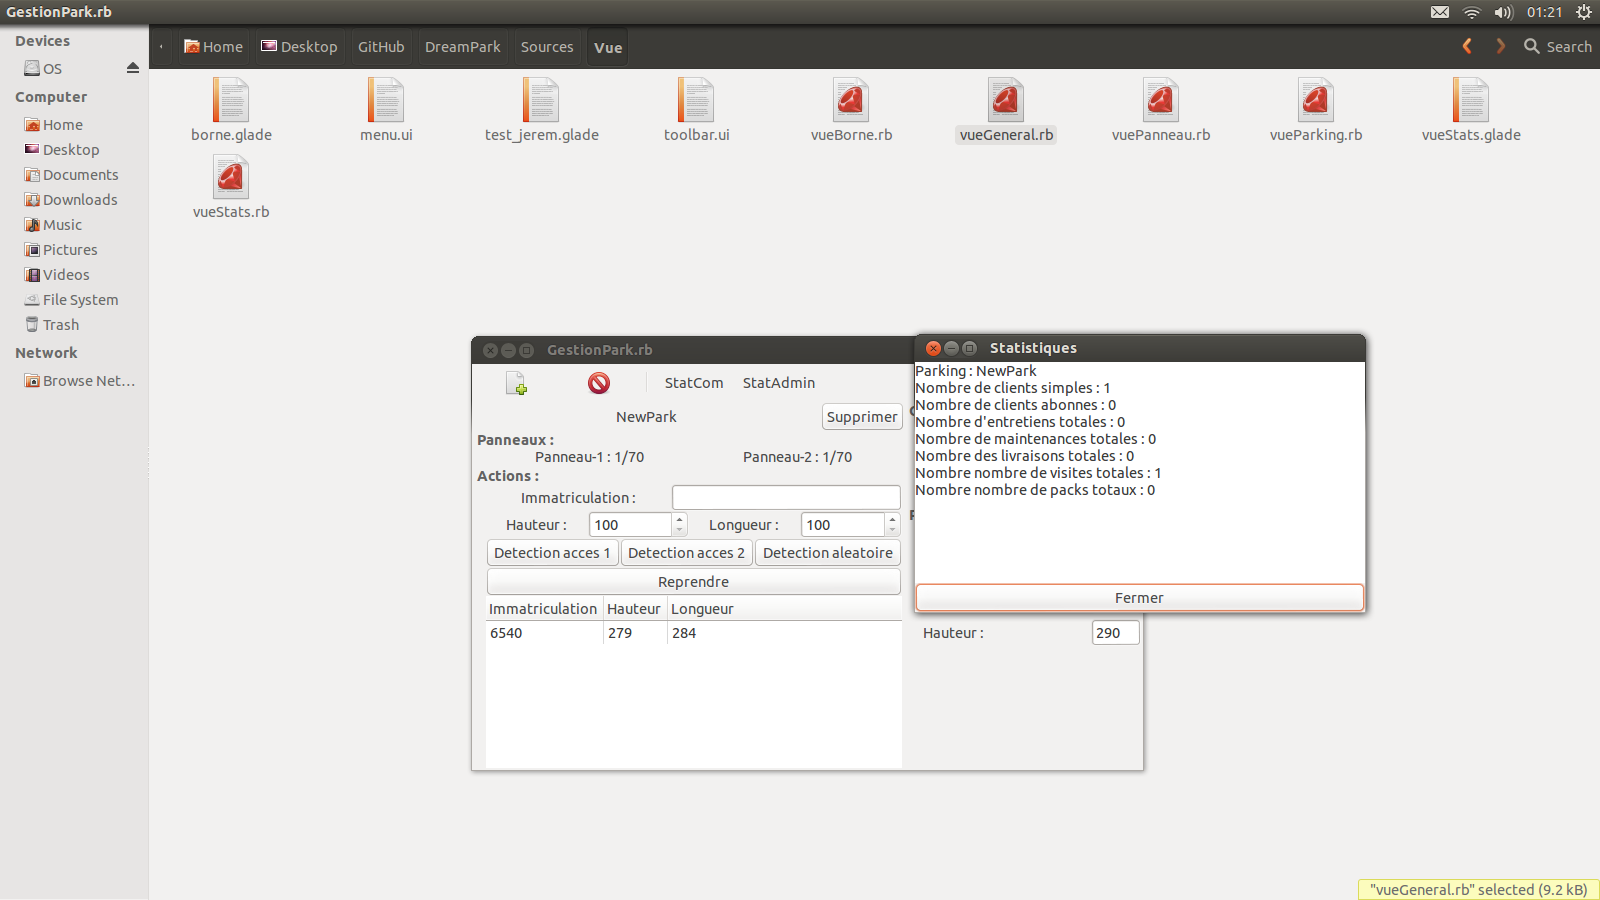 GestionPark.rb
01:21
Devices
OS
Computer
Home
Desktop
Documents
Downloads
Music
Pictures
Videos
File System
Trash
Network
Browse Net...
Home Desktop GitHub DreamPark Sources Vue
Search
borne.glade menu.ui test_jerem.glade toolbar.ui vueBorne.rb vueGeneral.rb vuePanneau.rb vueParking.rb vueStats.glade
vueStats.rb
GestionPark.rb
StatCom StatAdmin
NewPark Supprimer
Panneaux :
Panneau-1 : 1/70 Panneau-2 : 1/70
Actions :
Immatriculation :
Hauteur : 100 Longueur : 100
Detection acces 1 Detection acces 2 Detection aleatoire
Reprendre
Immatriculation Hauteur Longueur
6540 279 284
Hauteur : 290
Statistiques
Parking : NewPark
Nombre de clients simples : 1
Nombre de clients abonnes : 0
Nombre d'entretiens totales : 0
Nombre de maintenances totales : 0
Nombre des livraisons totales : 0
Nombre nombre de visites totales : 1
Nombre nombre de packs totaux : 0
Fermer
"vueGeneral.rb" selected (9.2 kB)